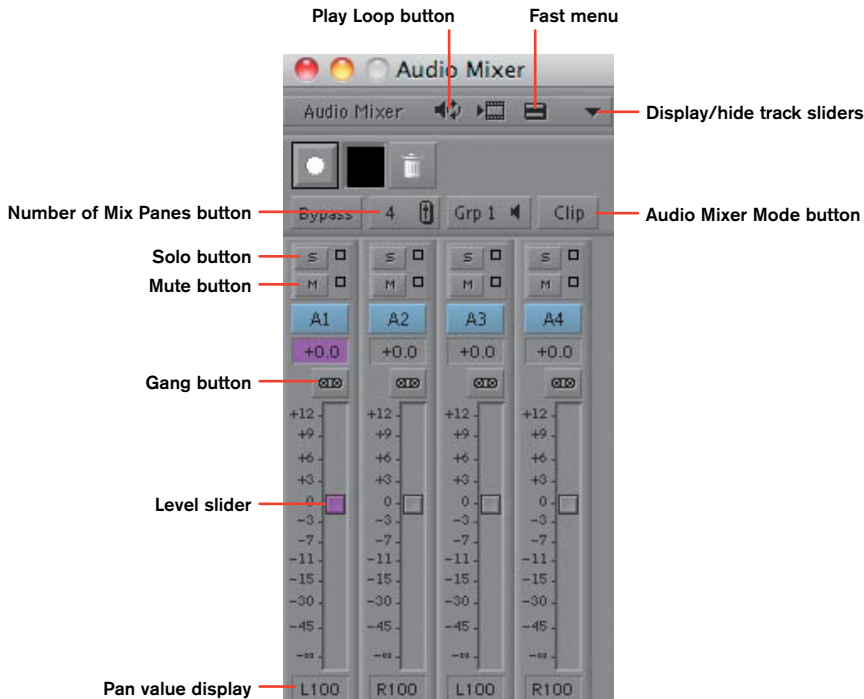 Play Loop button
Fast menu
Audio Mixer
Audio Mixer
Display/hide track sliders
Number of Mix Panes button
Bypass
4
Grp 1
Clip
Audio Mixer Mode button
Solo button
S S S S
Mute button
M M M M
A1 A2 A3 A4
+0.0 +0.0 +0.0 +0.0
Gang button
+12 +12 +12 +12
+9 +9 +9 +9
+6 +6 +6 +6
+3 +3 +3 +3
Level slider
0 0 0 0
-3 -3 -3 -3
-7 -7 -7 -7
-11 -11 -11 -11
-15 -15 -15 -15
-30 -30 -30 -30
-45 -45 -45 -45
-∞ -∞ -∞ -∞
Pan value display
L100 R100 L100 R100